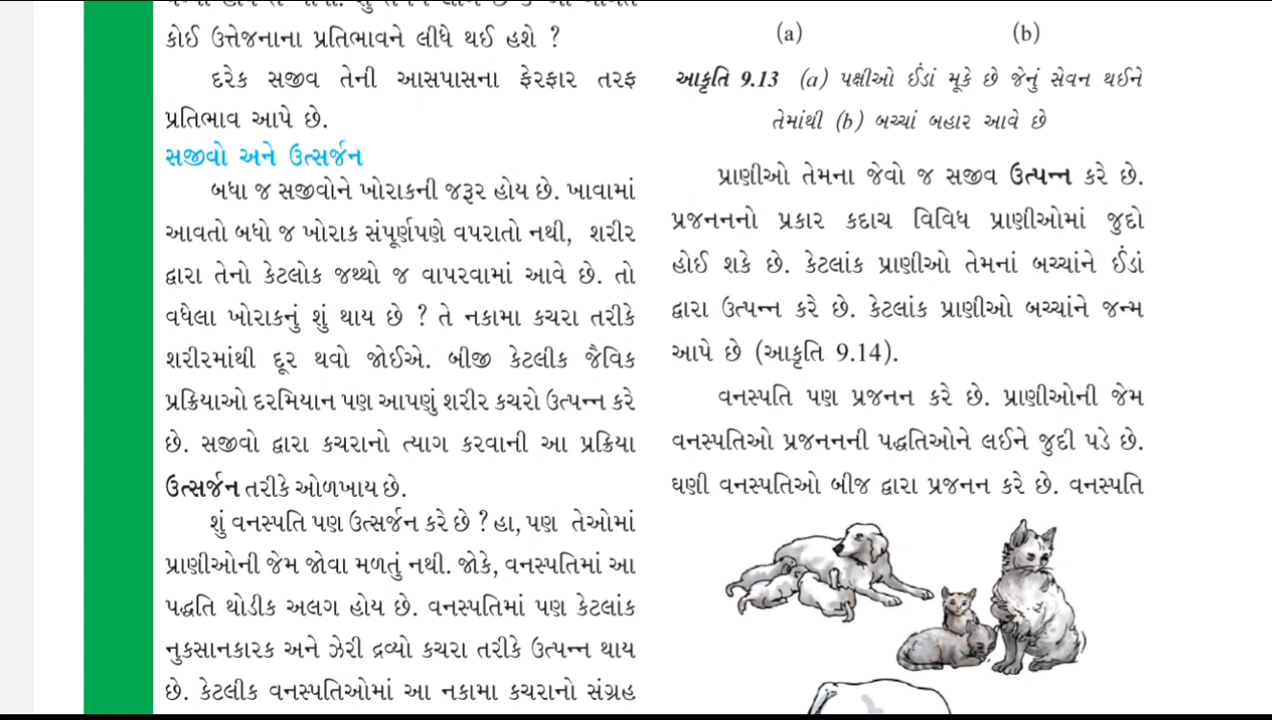 કોઈ ઉત્તેજનાના પ્રતિભાવને લીધે થઈ હશે ?
દરેક સજીવ તેની આસપાસના ફેરફાર તરફ
પ્રતિભાવ આપે છે.
સજીવો અને ઉત્સર્જન
બધા જ સજીવોને ખોરાકની જરૂર હોય છે. ખાવામાં
આવતો બધો જ ખોરાક સંપૂર્ણપણે વપરાતો નથી, શરીર
દ્વારા તેનો કેટલોક જથ્થો જ વાપરવામાં આવે છે. તો
વધેલા ખોરાકનું શું થાય છે ? તે નકામા કચરા તરીકે
શરીરમાંથી દૂર થવો જોઈએ. બીજી કેટલીક જૈવિક
પ્રક્રિયાઓ દરમિયાન પણ આપણું શરીર કચરો ઉત્પન્ન કરે
છે. સજીવો દ્વારા કચરાનો ત્યાગ કરવાની આ પ્રક્રિયા
ઉત્સર્જન તરીકે ઓળખાય છે.
શું વનસ્પતિ પણ ઉત્સર્જન કરે છે ? હા, પણ તેઓમાં
પ્રાણીઓની જેમ જોવા મળતું નથી. જોકે, વનસ્પતિમાં આ
પદ્ધતિ થોડીક અલગ હોય છે. વનસ્પતિમાં પણ કેટલાંક
નુકસાનકારક અને ઝેરી દ્રવ્યો કચરા તરીકે ઉત્પન્ન થાય
છે. કેટલીક વનસ્પતિઓમાં આ નકામા કચરાનો સંગ્રહ
(a) (b)
આકૃતિ 9.13 (a) પક્ષીઓ ઈંડાં મૂકે છે જેનું સેવન થઈને
તેમાંથી (b) બચ્ચાં બહાર આવે છે
પ્રાણીઓ તેમના જેવો જ સજીવ ઉત્પન્ન કરે છે.
પ્રજનનનો પ્રકાર કદાચ વિવિધ પ્રાણીઓમાં જુદો
હોઈ શકે છે. કેટલાંક પ્રાણીઓ તેમનાં બચ્ચાંને ઈંડાં
દ્વારા ઉત્પન્ન કરે છે. કેટલાંક પ્રાણીઓ બચ્ચાંને જન્મ
આપે છે (આકૃતિ 9.14).
વનસ્પતિ પણ પ્રજનન કરે છે. પ્રાણીઓની જેમ
વનસ્પતિઓ પ્રજનનની પદ્ધતિઓને લઈને જુદી પડે છે.
ઘણી વનસ્પતિઓ બીજ દ્વારા પ્રજનન કરે છે. વનસ્પતિ